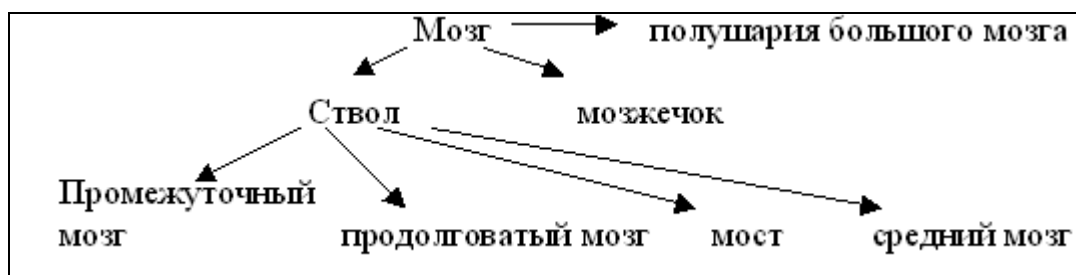 Мозг полушария большого мозга
Ствол мозжечок
Промежуточный
мозг продолговатый мозг мост средний мозг